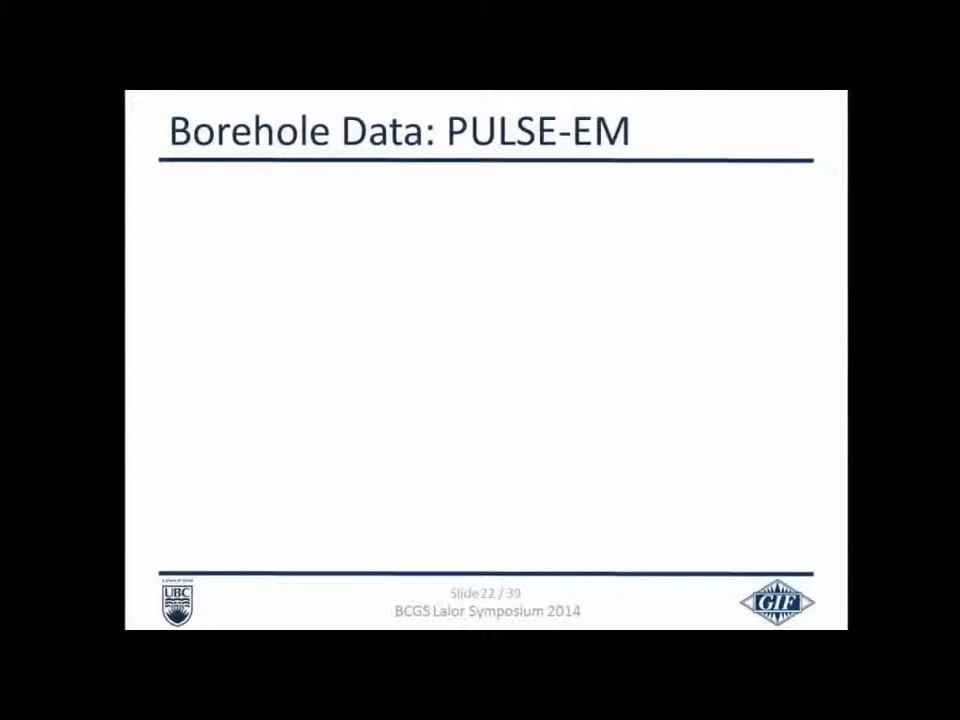 Borehole Data: PULSE-EM
UBC
Slide 22 / 39
BCGS Lalor Symposium 2014
GIF